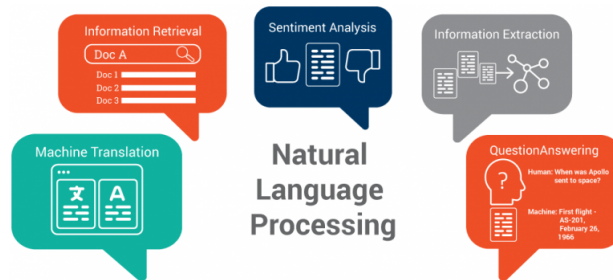 Information Retrieval
Doc A
Doc 1
Doc 2
Doc 3
Sentiment Analysis
Information Extraction
Machine Translation
文 A
Natural
Language
Processing
QuestionAnswering
?
Human: When was Apollo
sent to space?
Machine: First flight -
AS-201,
February 26,
1966